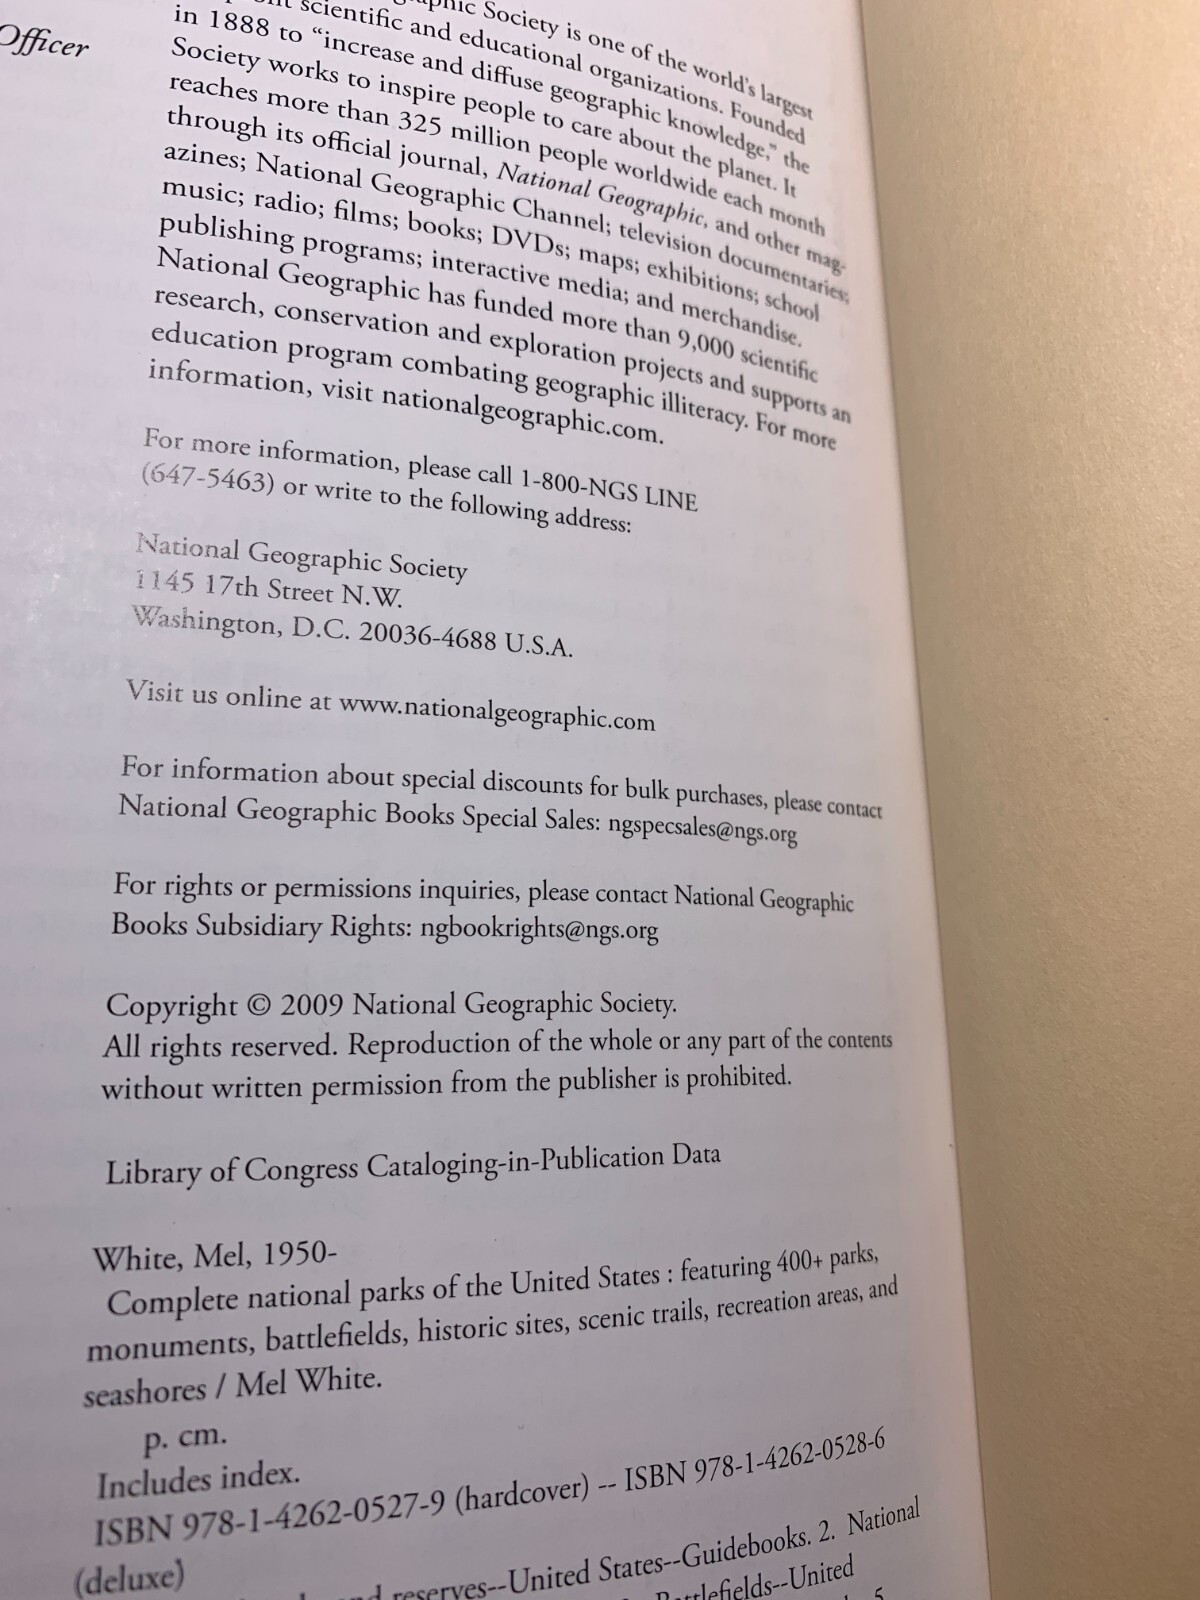 Officer
Society is one of the world's largest
scientific and educational organizations. Founded
in 1888 to “increase and diffuse geographic knowledge,” the
Society works to inspire people to care about the planet. It
reaches more than 325 million people worldwide each month
through its official journal, National Geographic, and other mag-
azines; National Geographic Channel; television documentaries;
music; radio; films; books; DVDs; maps; exhibitions; school
publishing programs; interactive media; and merchandise.
National Geographic has funded more than 9,000 scientific
research, conservation and exploration projects and supports an
education program combating geographic illiteracy. For more
information, visit nationalgeographic.com.
For more information, please call 1-800-NGS LINE
(647-5463) or write to the following address:
National Geographic Society
1145 17th Street N.W.
Washington, D.C. 20036-4688 U.S.A.
Visit us online at www.nationalgeographic.com
For information about special discounts for bulk purchases, please contact
National Geographic Books Special Sales: ngspecsales@ngs.org
For rights or permissions inquiries, please contact National Geographic
Books Subsidiary Rights: ngbookrights@ngs.org
Copyright © 2009 National Geographic Society.
All rights reserved. Reproduction of the whole or any part of the contents
without written permission from the publisher is prohibited.
Library of Congress Cataloging-in-Publication Data
White, Mel, 1950-
Complete national parks of the United States : featuring 400+ parks,
monuments, battlefields, historic sites, scenic trails, recreation areas, and
seashores / Mel White.
p. cm.
Includes index.
ISBN 978-1-4262-0527-9 (hardcover) -- ISBN 978-1-4262-0528-6
(deluxe)
and reserves--United States--Guidebooks. 2. National
Battlefields--United
5